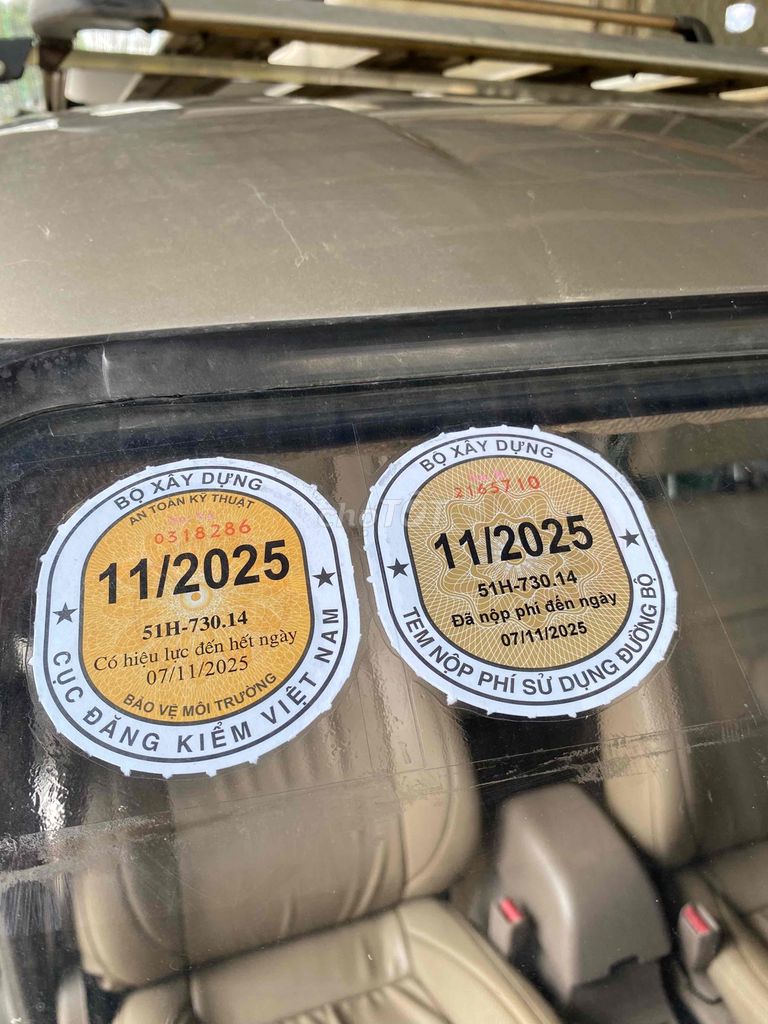 BỘ XÂY DỰNG
AN TOÀN KỸ THUẬT
0318286
11/2025
51H-730.14
Có hiệu lực đến hết ngày
07/11/2025
BẢO VỆ MÔI TRƯỜNG
CỤC ĐĂNG KIỂM VIỆT NAM
BỘ XÂY DỰNG
2165710
11/2025
51H-730.14
Đã nộp phí đến ngày
07/11/2025
TEM NỘP PHÍ SỬ DỤNG ĐƯỜNG BỘ
chợTỐT